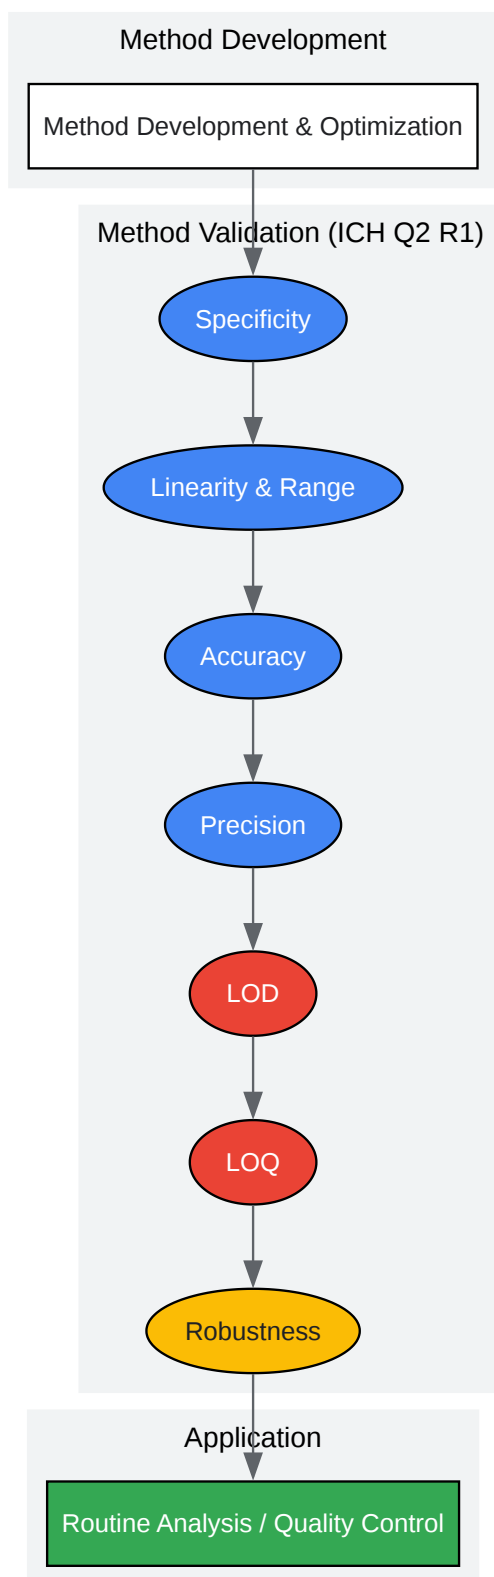 Method Development
Method Development & Optimization
Method Validation (ICH Q2 R1)
Specificity
Linearity & Range
Accuracy
Precision
LOD
LOQ
Robustness
Application
Routine Analysis / Quality Control